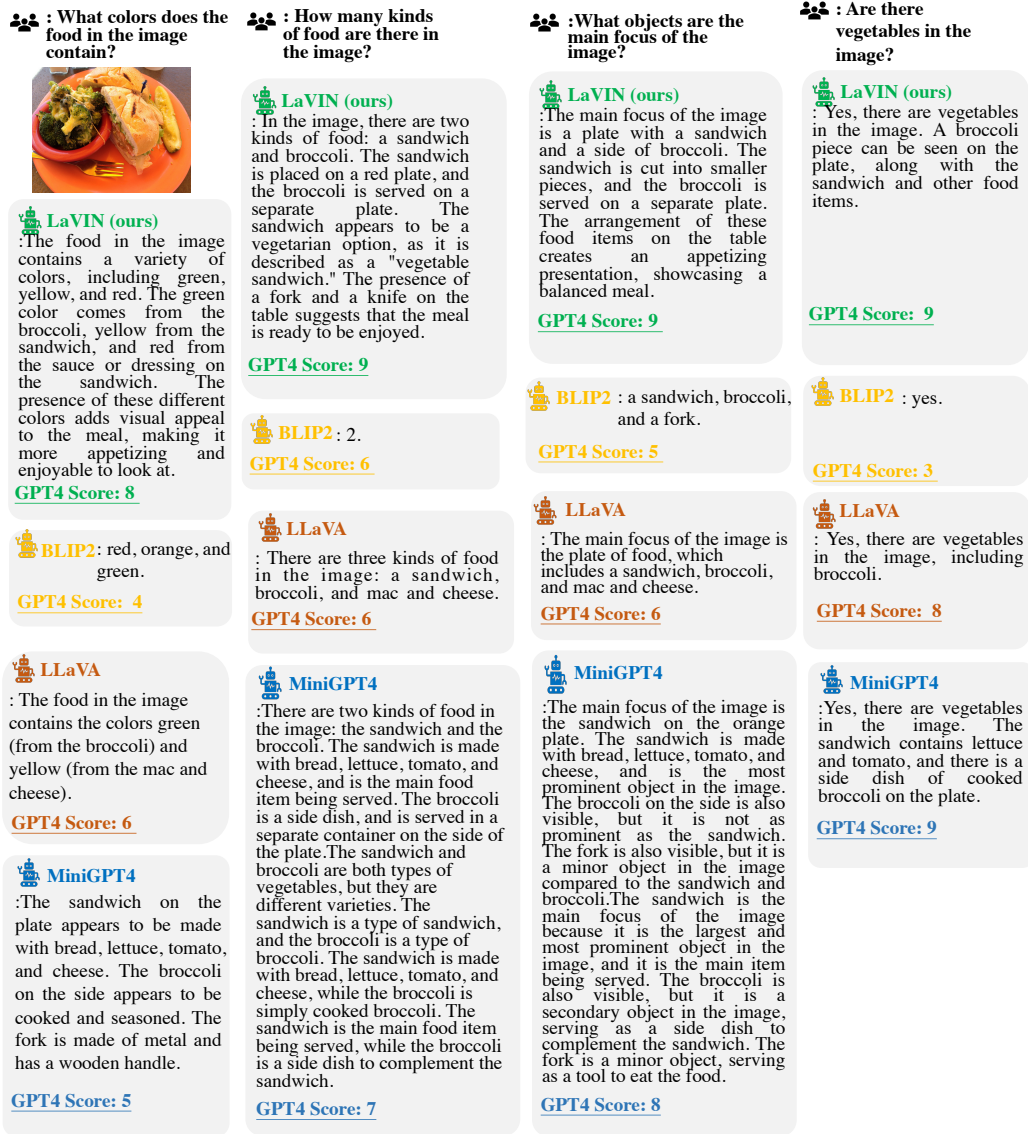 : What colors does the
food in the image
contain?
LaVIN (ours)
:The food in the image
contains a variety of
colors, including green,
yellow, and red. The green
color comes from the
broccoli, yellow from the
sandwich, and red from
the sauce or dressing on
the sandwich. The
presence of these different
colors adds visual appeal
to the meal, making it
more appetizing and
enjoyable to look at.
GPT4 Score: 8
BLIP2: red, orange, and
green.
GPT4 Score: 4
LLaVA
: The food in the image
contains the colors green
(from the broccoli) and
yellow (from the mac and
cheese).
GPT4 Score: 6
MiniGPT4
:The sandwich on the
plate appears to be made
with bread, lettuce, tomato,
and cheese. The broccoli
on the side appears to be
cooked and seasoned. The
fork is made of metal and
has a wooden handle.
GPT4 Score: 5
: How many kinds
of food are there in
the image?
LaVIN (ours)
: In the image, there are two
kinds of food: a sandwich
and broccoli. The sandwich
is placed on a red plate, and
the broccoli is served on a
separate plate. The
sandwich appears to be a
vegetarian option, as it is
described as a "vegetable
sandwich." The presence of
a fork and a knife on the
table suggests that the meal
is ready to be enjoyed.
GPT4 Score: 9
BLIP2 : 2.
GPT4 Score: 6
LLaVA
: There are three kinds of food
in the image: a sandwich,
broccoli, and mac and cheese.
GPT4 Score: 6
MiniGPT4
:There are two kinds of food in
the image: the sandwich and the
broccoli. The sandwich is made
with bread, lettuce, tomato, and
cheese, and is the main food
item being served. The broccoli
is a side dish, and is served in a
separate container on the side of
the plate.The sandwich and
broccoli are both types of
vegetables, but they are
different varieties. The
sandwich is a type of sandwich,
and the broccoli is a type of
broccoli. The sandwich is made
with bread, lettuce, tomato, and
cheese, while the broccoli is
simply cooked broccoli. The
sandwich is the main food item
being served, while the broccoli
is a side dish to complement the
sandwich.
GPT4 Score: 7
:What objects are the
main focus of the
image?
LaVIN (ours)
:The main focus of the image
is a plate with a sandwich
and a side of broccoli. The
sandwich is cut into smaller
pieces, and the broccoli is
served on a separate plate.
The arrangement of these
food items on the table
creates an appetizing
presentation, showcasing a
balanced meal.
GPT4 Score: 9
BLIP2 : a sandwich, broccoli,
and a fork.
GPT4 Score: 5
LLaVA
: The main focus of the image is
the plate of food, which
includes a sandwich, broccoli,
and mac and cheese.
GPT4 Score: 6
MiniGPT4
:The main focus of the image is
the sandwich on the orange
plate. The sandwich is made
with bread, lettuce, tomato, and
cheese, and is the most
prominent object in the image.
The broccoli on the side is also
visible, but it is not as
prominent as the sandwich.
The fork is also visible, but it is
a minor object in the image
compared to the sandwich and
broccoli.The sandwich is the
main focus of the image
because it is the largest and
most prominent object in the
image, and it is the main item
being served. The broccoli is
also visible, but it is a
secondary object in the image,
serving as a side dish to
complement the sandwich. The
fork is a minor object, serving
as a tool to eat the food.
GPT4 Score: 8
: Are there
vegetables in the
image?
LaVIN (ours)
: Yes, there are vegetables
in the image. A broccoli
piece can be seen on the
plate, along with the
sandwich and other food
items.
GPT4 Score: 9
BLIP2 : yes.
GPT4 Score: 3
LLaVA
: Yes, there are vegetables
in the image, including
broccoli.
GPT4 Score: 8
MiniGPT4
:Yes, there are vegetables
in the image. The
sandwich contains lettuce
and tomato, and there is a
side dish of cooked
broccoli on the plate.
GPT4 Score: 9